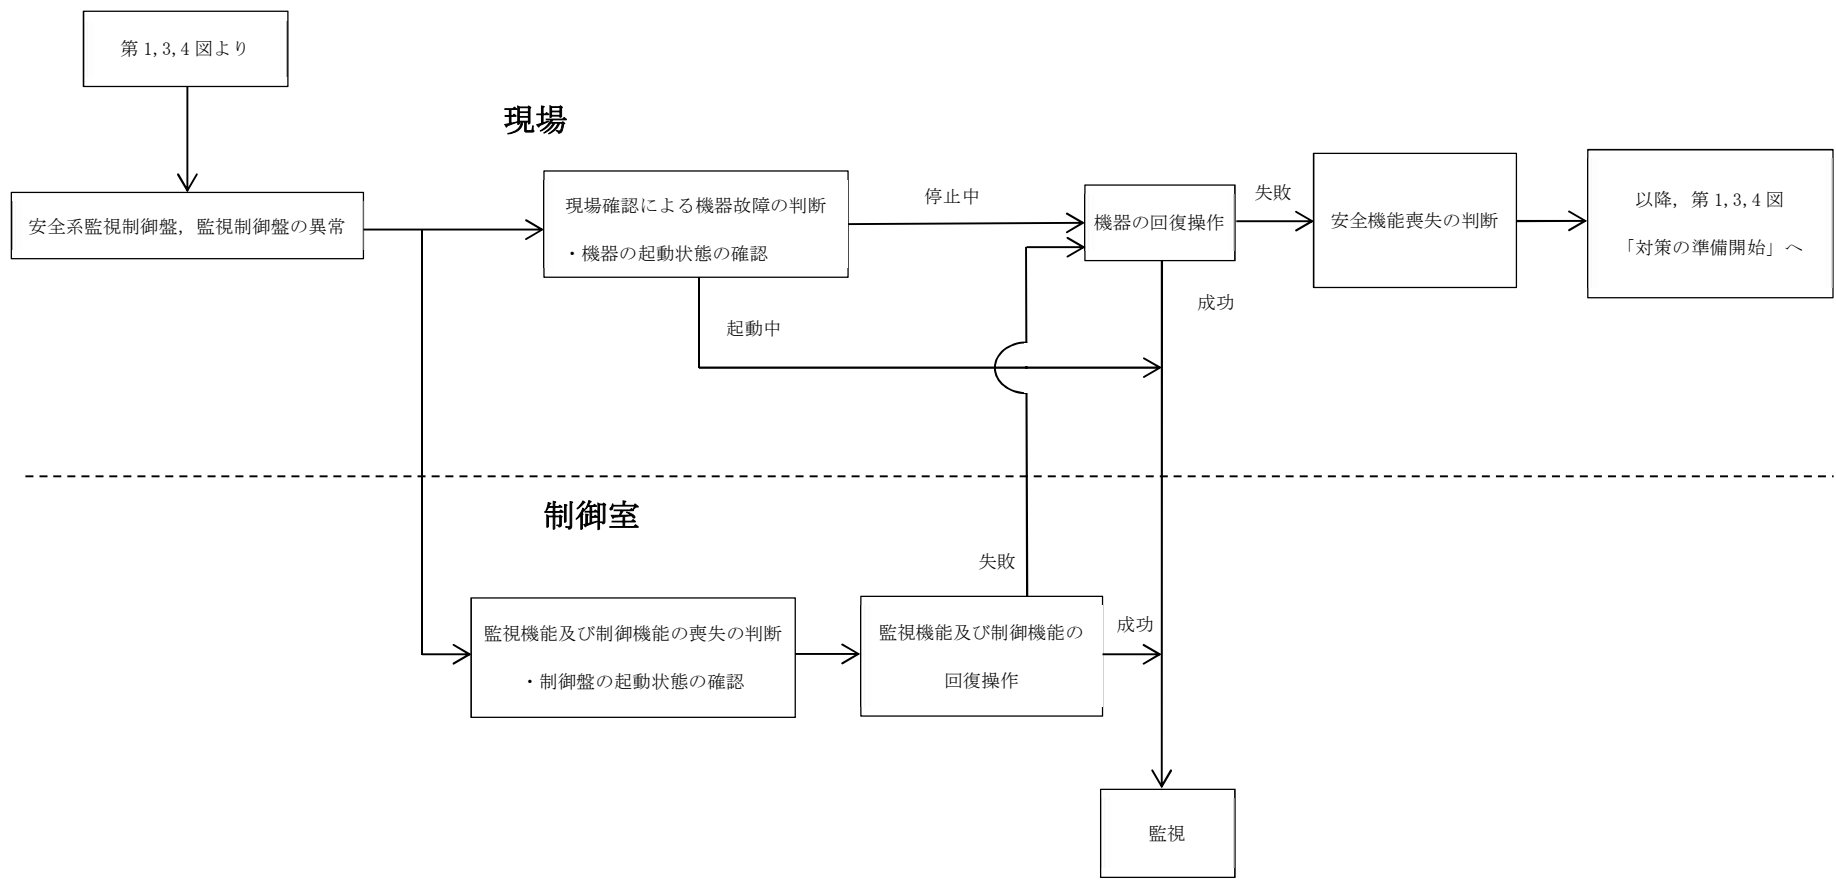 第1,3,4図より
現場
安全系監視制御盤，監視制御盤の異常
現場確認による機器故障の判断
・機器の起動状態の確認
停止中
機器の回復操作
失敗
安全機能喪失の判断
以降，第1,3,4図
「対策の準備開始」へ
成功
起動中
制御室
失敗
監視機能及び制御機能の喪失の判断
・制御盤の起動状態の確認
監視機能及び制御機能の
回復操作
成功
監視